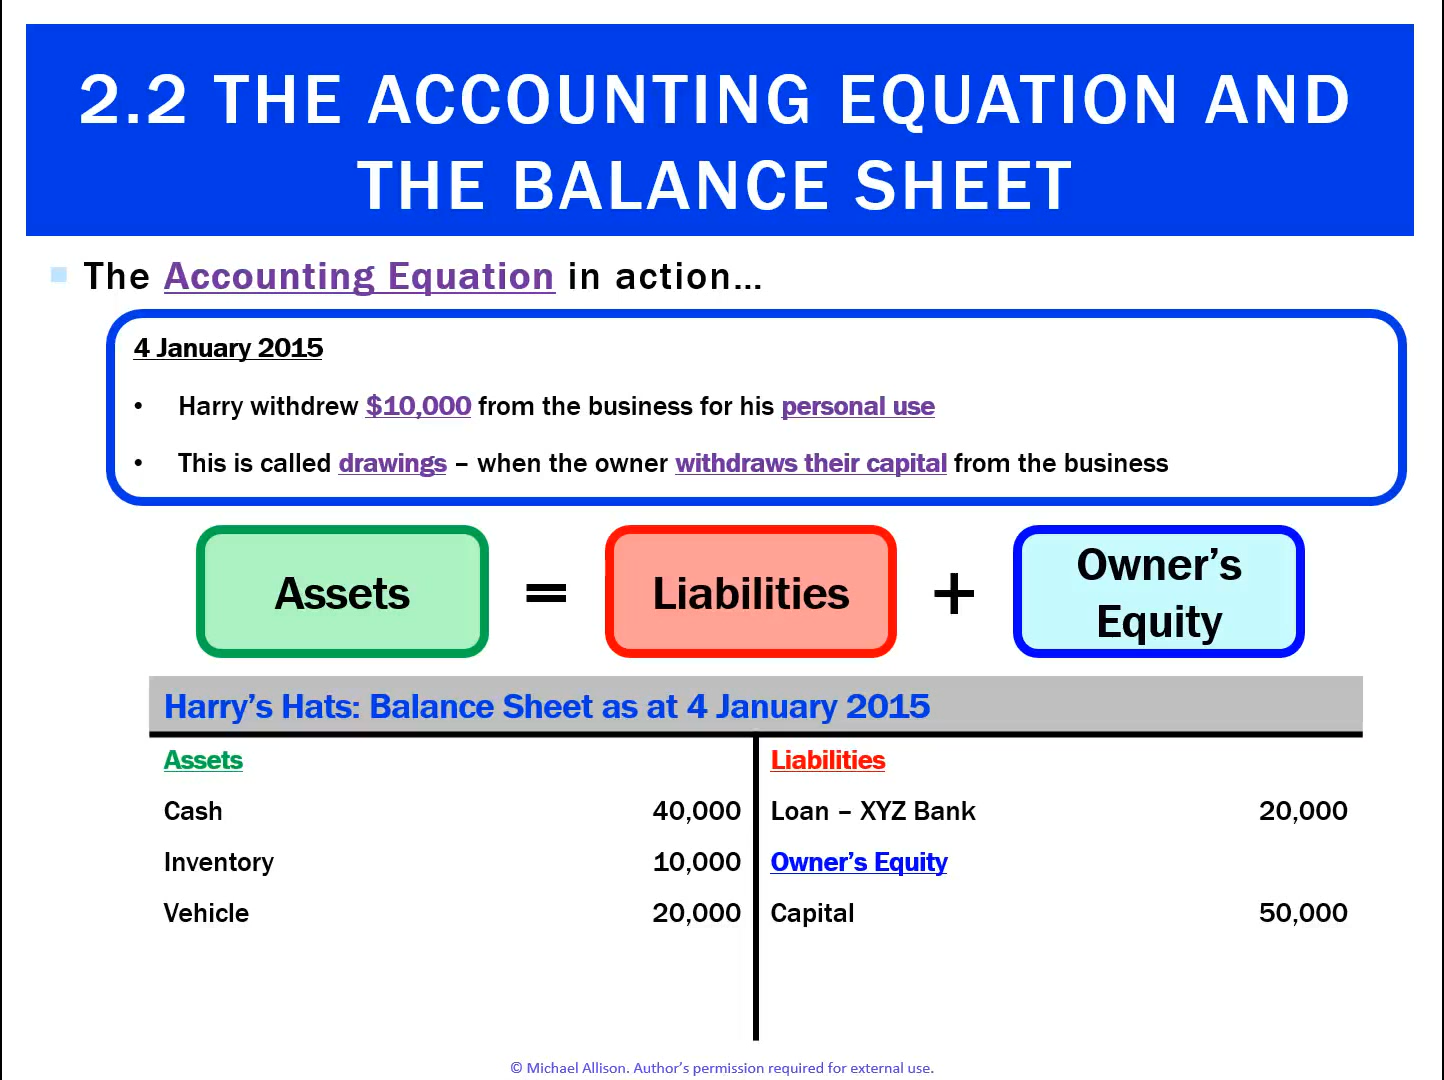 2.2 THE ACCOUNTING EQUATION AND
THE BALANCE SHEET
The Accounting Equation in action...
4 January 2015
• Harry withdrew $10,000 from the business for his personal use
• This is called drawings – when the owner withdraws their capital from the business
Assets = Liabilities + Owner’s Equity
Harry’s Hats: Balance Sheet as at 4 January 2015
Assets Liabilities
Cash 40,000 Loan – XYZ Bank 20,000
Inventory 10,000 Owner’s Equity
Vehicle 20,000 Capital 50,000
© Michael Allison. Author’s permission required for external use.